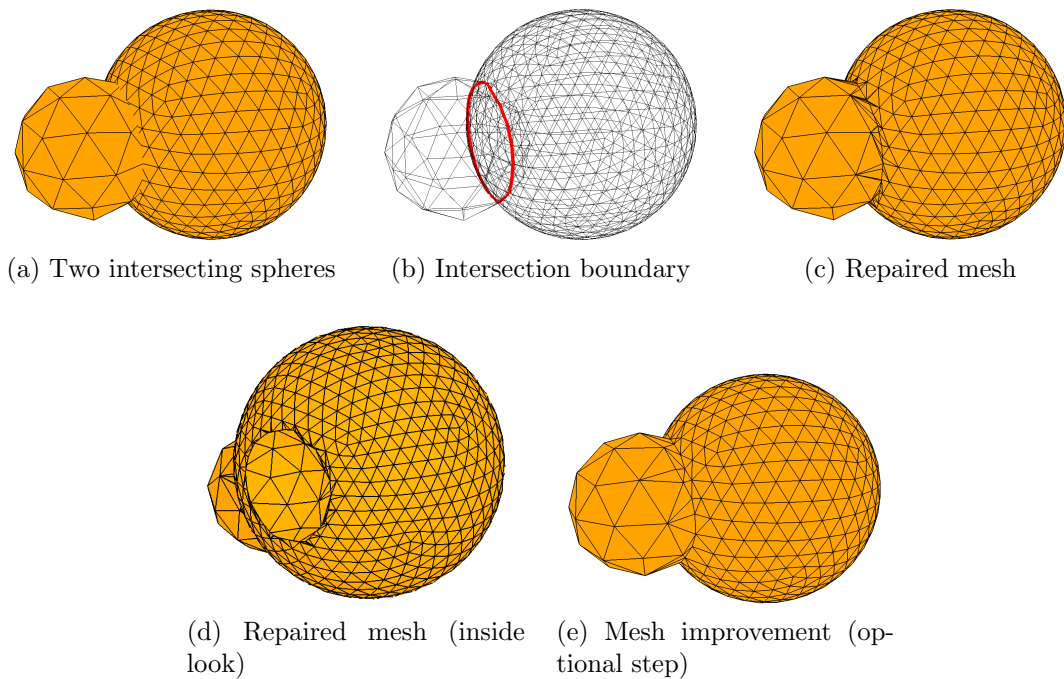 (a) Two intersecting spheres
(b) Intersection boundary
(c) Repaired mesh
(d) Repaired mesh (inside
look)
(e) Mesh improvement (op-
tional step)